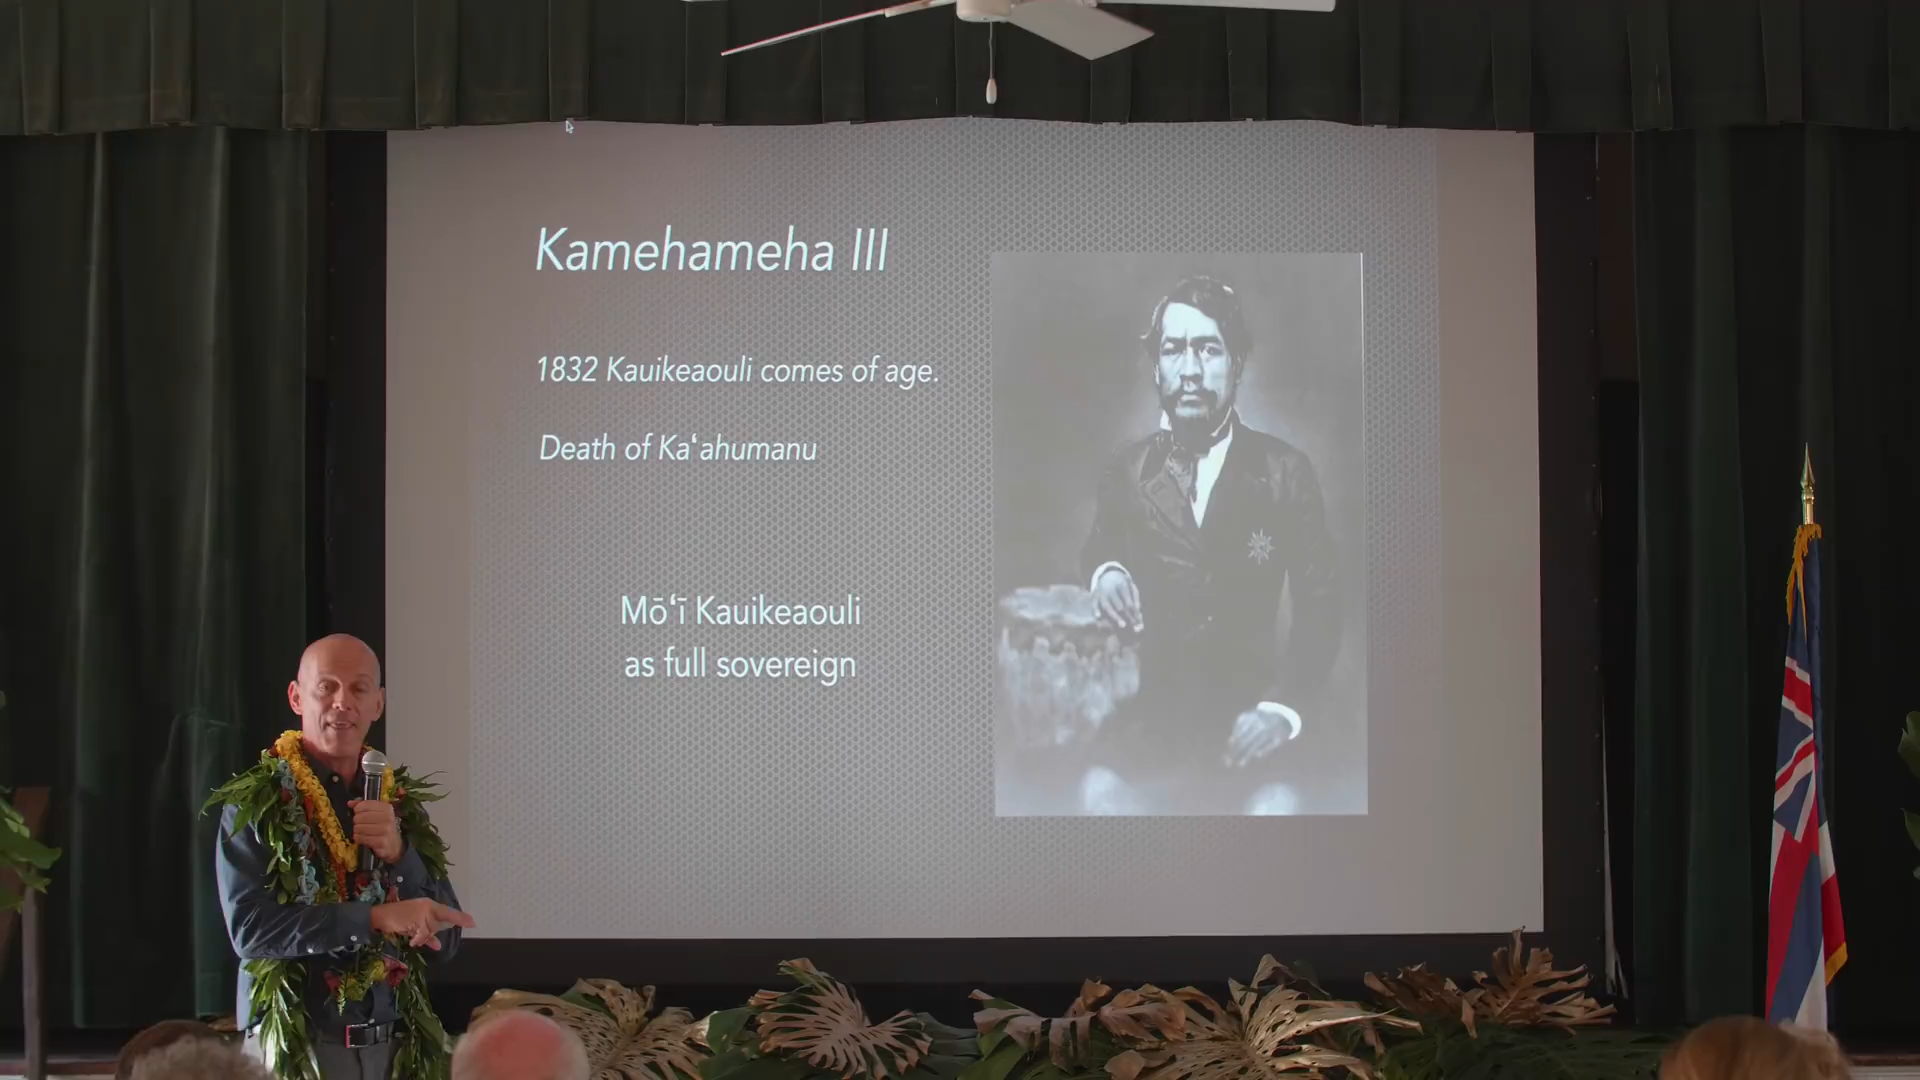 Kamehameha III
1832 Kauikeaouli comes of age.
Death of Kaʻahumanu
Mōʻī Kauikeaouli
as full sovereign